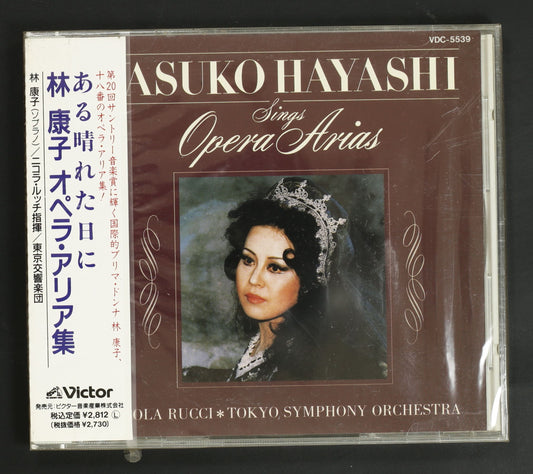 VDC-5539
ASUKO HAYASHI
Sings
Opera Arias
OLA RUCCI＊TOKYO SYMPHONY ORCHESTRA
第20回サントリー音楽賞に輝く国際的プリマ・ドンナ 林 康子、
十八番のオペラ・アリア集！
ある晴れた日に
林 康子 オペラ・アリア集
林 康子(ソプラノ)／ニコラ・ルッチ指揮／東京交響楽団
Victor
発売元:ビクター音楽産業株式会社
税込定価 ¥2,812 Ⓛ
(税抜価格 ¥2,730)